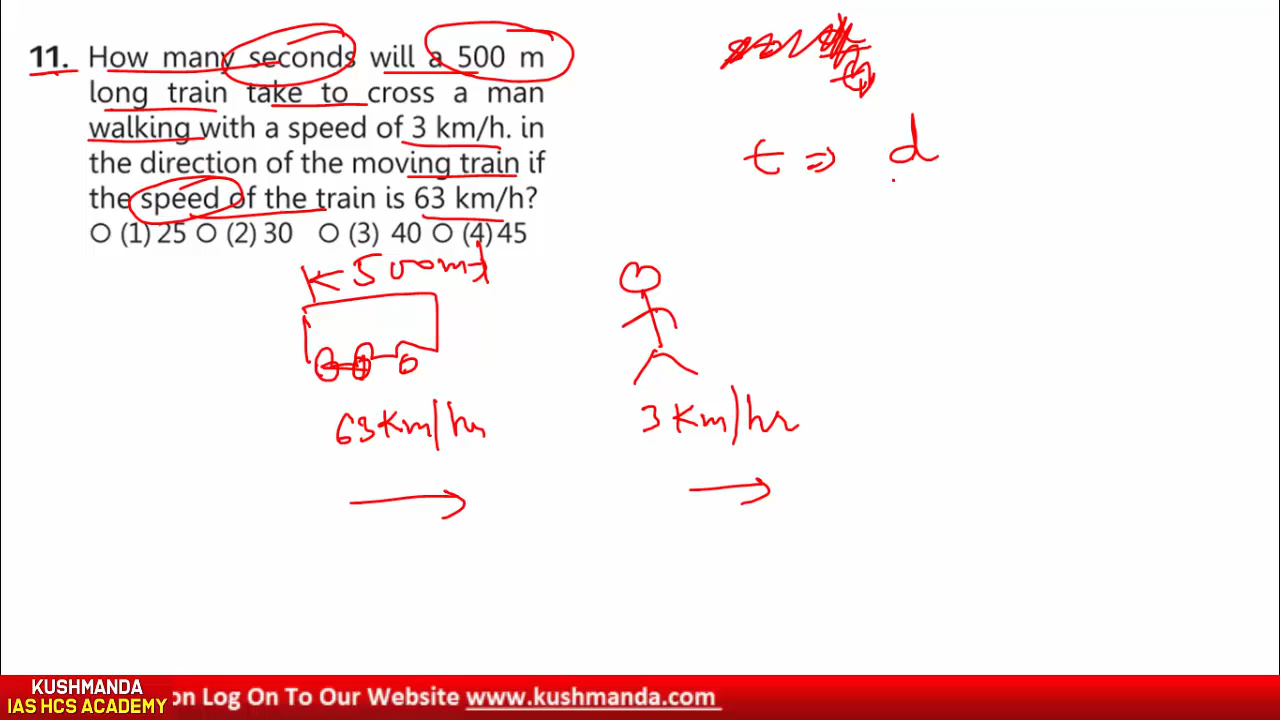 11. How many seconds will a 500 m
long train take to cross a man
walking with a speed of 3 km/h. in
the direction of the moving train if
the speed of the train is 63 km/h?
(1) 25 (2) 30 (3) 40 (4) 45
t ⇒ d
500m
63Km/hr
3Km/hr
KUSHMANDA
IAS HCS ACADEMY
on Log On To Our Website www.kushmanda.com